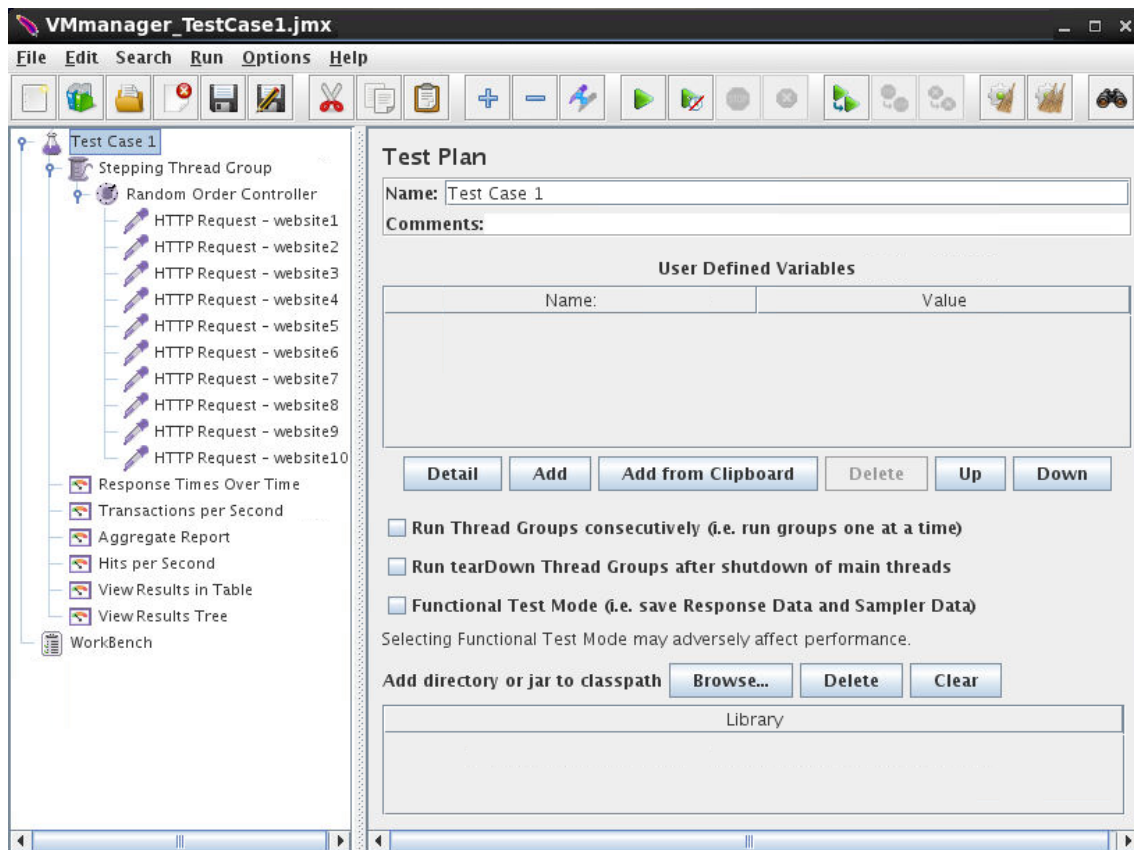 VMmanager_TestCase1.jmx
File Edit Search Run Options Help
Test Case 1
Stepping Thread Group
Random Order Controller
HTTP Request - website1
HTTP Request - website2
HTTP Request - website3
HTTP Request - website4
HTTP Request - website5
HTTP Request - website6
HTTP Request - website7
HTTP Request - website8
HTTP Request - website9
HTTP Request - website10
Response Times Over Time
Transactions per Second
Aggregate Report
Hits per Second
View Results in Table
View Results Tree
WorkBench
Test Plan
Name: Test Case 1
Comments:
User Defined Variables
Name: Value
Detail Add Add from Clipboard Delete Up Down
Run Thread Groups consecutively (i.e. run groups one at a time)
Run tearDown Thread Groups after shutdown of main threads
Functional Test Mode (i.e. save Response Data and Sampler Data)
Selecting Functional Test Mode may adversely affect performance.
Add directory or jar to classpath Browse... Delete Clear
Library